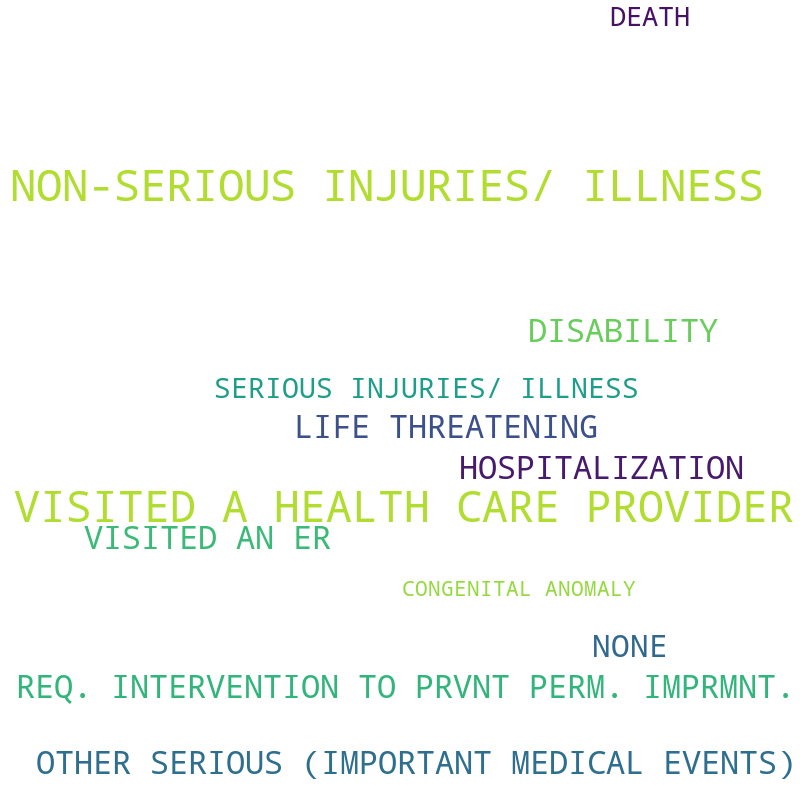 DEATH
NON-SERIOUS INJURIES/ ILLNESS
DISABILITY
SERIOUS INJURIES/ ILLNESS
LIFE THREATENING
HOSPITALIZATION
VISITED A HEALTH CARE PROVIDER
VISITED AN ER
CONGENITAL ANOMALY
NONE
REQ. INTERVENTION TO PRVNT PERM. IMPRMNT.
OTHER SERIOUS (IMPORTANT MEDICAL EVENTS)